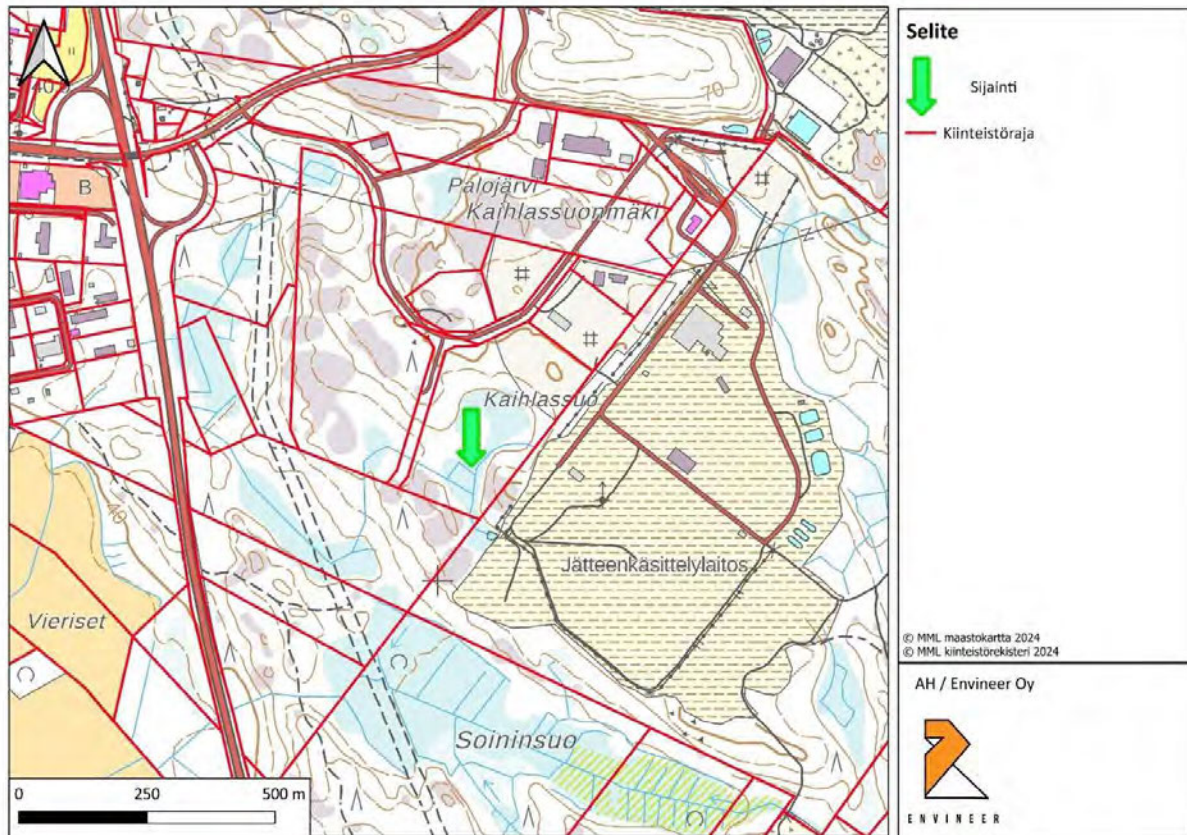 40
B
70
Palojärvi
Kaihlassuonmäki
Kaihlassuo
40
Jätteenkäsittelylaitos
Vieriset
Soininsuo
0 250 500 m
Selite
Sijainti
Kiinteistöraja
© MML maastokartta 2024
© MML kiinteistörekisteri 2024
AH / Envineer Oy
ENVINEER